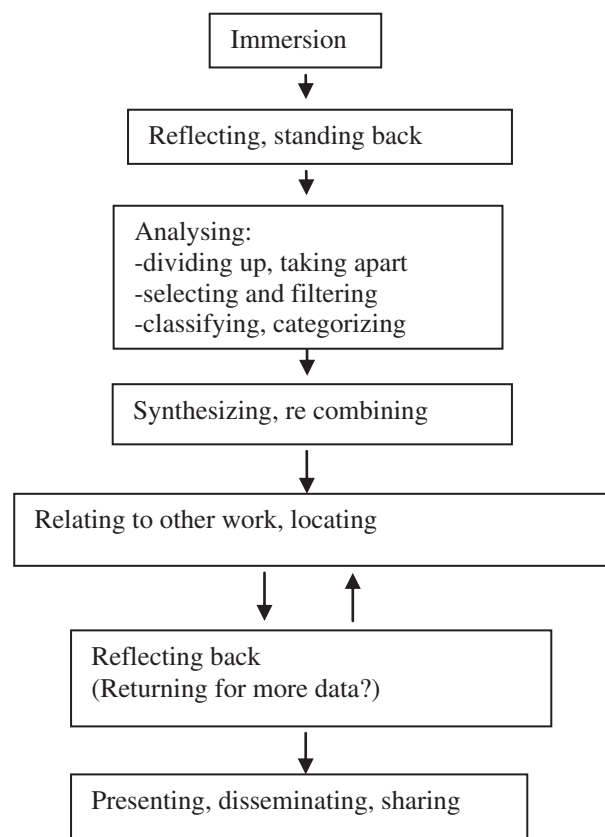 Immersion
Reflecting, standing back
Analysing:
-dividing up, taking apart
-selecting and filtering
-classifying, categorizing
Synthesizing, re combining
Relating to other work, locating
Reflecting back
(Returning for more data?)
Presenting, disseminating, sharing